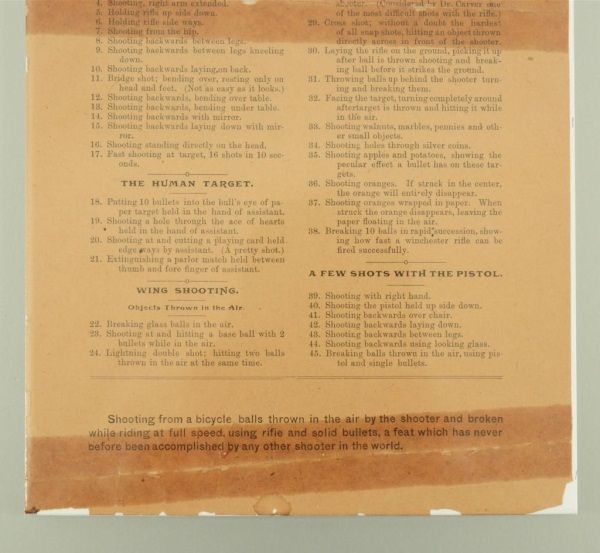 4. Shooting, right arm extended.
5. Holding rifle up side down.
6. Holding rifle side ways.
7. Shooting from the hip.
8. Shooting backwards between legs.
9. Shooting backwards between legs kneeling
down.
10. Shooting backwards laying on back.
11. Bridge shot; bending over, resting only on
head and feet. (Not as easy as it looks.)
12. Shooting backwards, bending over table.
13. Shooting backwards, bending under table.
14. Shooting backwards with mirror.
15. Shooting backwards laying down with mir-
ror.
16. Shooting standing directly on the head.
17. Fast shooting at target, 16 shots in 10 sec-
onds.
THE HUMAN TARGET.
18. Putting 10 bullets into the bull's eye of pa-
per target held in the hand of assistant.
19. Shooting a hole through the ace of hearts
held in the hand of assistant.
20. Shooting at and cutting a playing card held
edge ways by assistant. (A pretty shot.)
21. Extinguishing a parlor match held between
thumb and fore finger of assistant.
WING SHOOTING.
Objects Thrown in the Air.
22. Breaking glass balls in the air.
23. Shooting at and hitting a base ball with 2
bullets while in the air.
24. Lightning double shot; hitting two balls
thrown in the air at the same time.
shooter. (Considered by Dr. Carver one
of the most difficult shots with the rifle.)
29. Cross shot; without a doubt the hardest
of all snap shots, hitting an object thrown
directly across in front of the shooter.
30. Laying the rifle on the ground, picking it up
after ball is thrown shooting and break-
ing ball before it strikes the ground.
31. Throwing balls up behind the shooter turn-
ing and breaking them.
32. Facing the target, turning completely around
aftertarget is thrown and hitting it while
in the air.
33. Shooting walnuts, marbles, pennies and oth-
er small objects.
34. Shooting holes through silver coins.
35. Shooting apples and potatoes, showing the
peculiar effect a bullet has on these tar-
gets.
36. Shooting oranges. If struck in the center,
the orange will entirely disappear.
37. Shooting oranges wrapped in paper. When
struck the orange disappears, leaving the
paper floating in the air.
38. Breaking 10 balls in rapid succession, show-
ing how fast a winchester rifle can be
fired successfully.
A FEW SHOTS WITH THE PISTOL.
39. Shooting with right hand.
40. Shooting the pistol held up side down.
41. Shooting backwards over chair.
42. Shooting backwards laying down.
43. Shooting backwards between legs.
44. Shooting backwards using looking glass.
45. Breaking balls thrown in the air, using pis-
tol and single bullets.
Shooting from a bicycle balls thrown in the air by the shooter and broken
while riding at full speed, using rifle and solid bullets, a feat which has never
before been accomplished by any other shooter in the world.